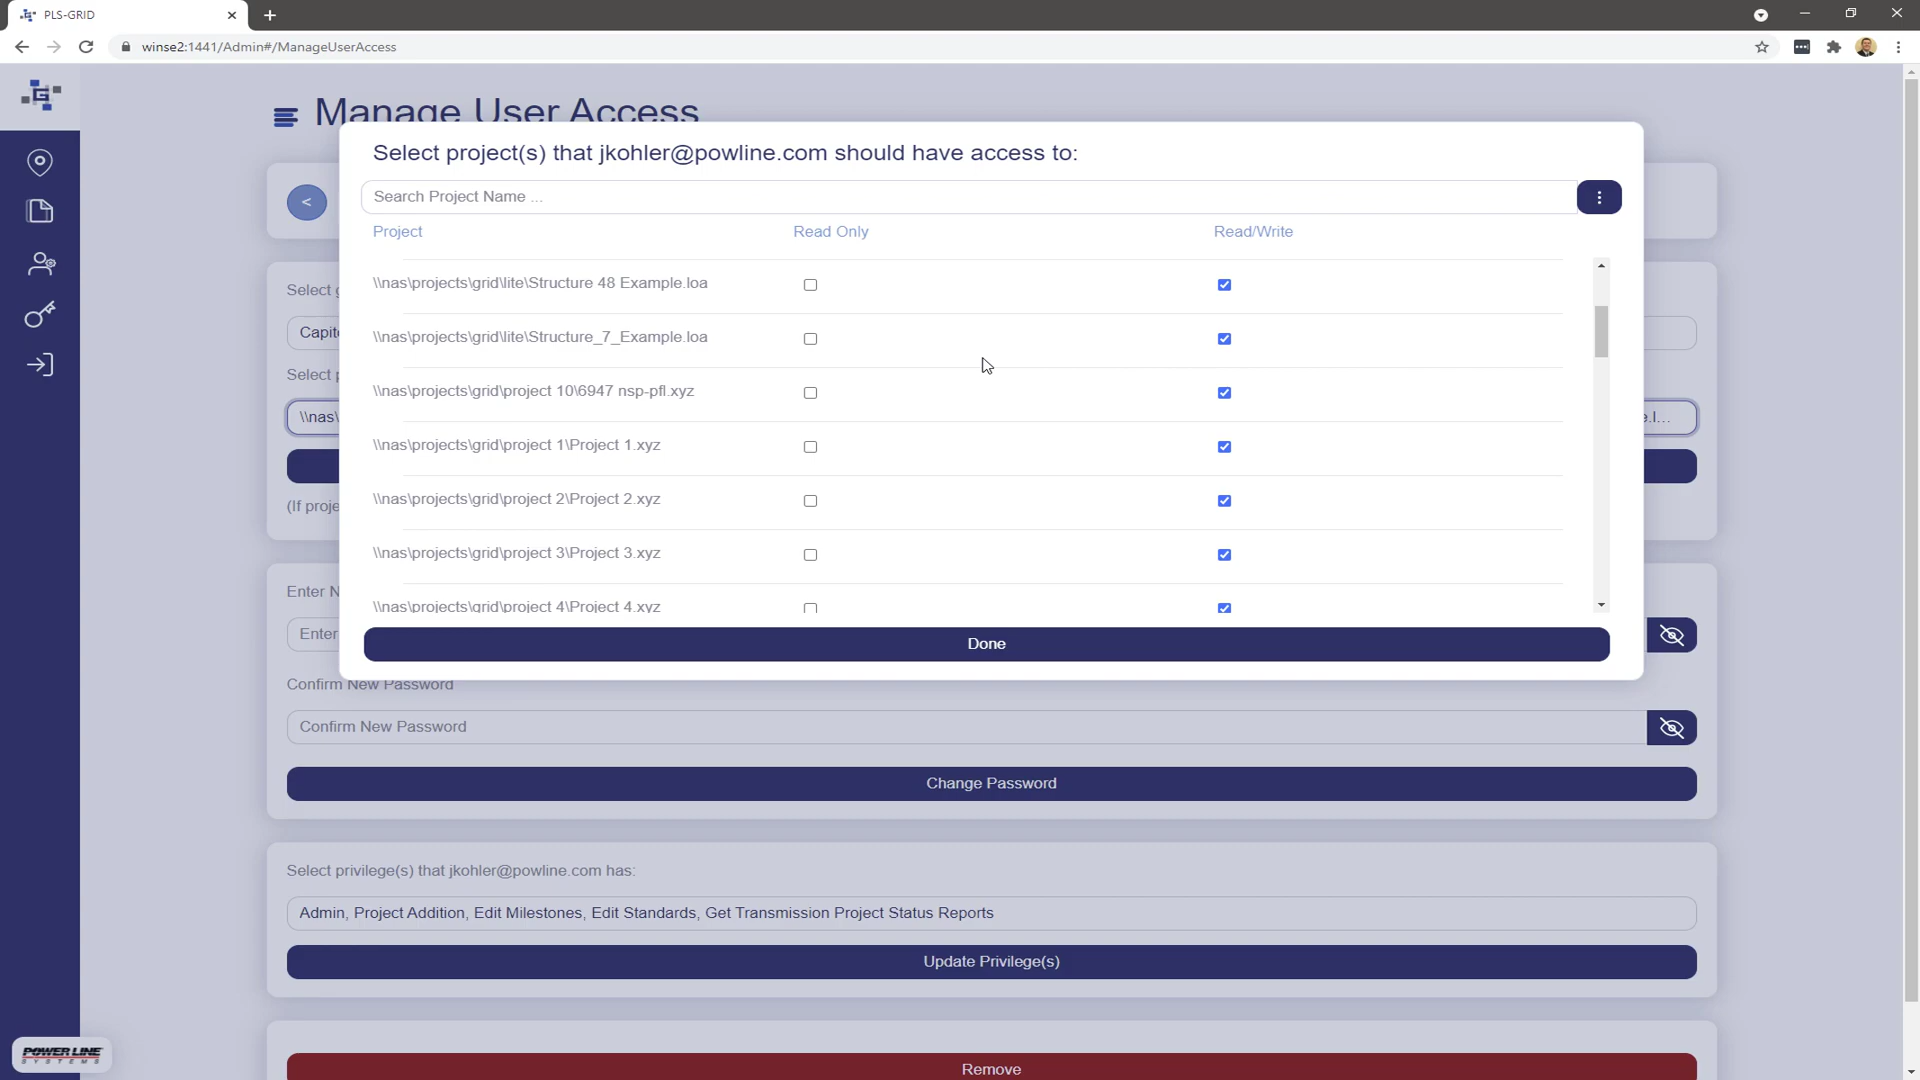 PLS-GRID
winse2:1441/Admin#/ManageUserAccess
Manage User Access
Select project(s) that jkohler@powline.com should have access to:
Search Project Name ...
Project Read Only Read/Write
\\nas\projects\grid\lite\Structure 48 Example.loa
\\nas\projects\grid\lite\Structure_7_Example.loa
\\nas\projects\grid\project 10\6947 nsp-pfl.xyz
\\nas\projects\grid\project 1\Project 1.xyz
\\nas\projects\grid\project 2\Project 2.xyz
\\nas\projects\grid\project 3\Project 3.xyz
\\nas\projects\grid\project 4\Project 4.xyz
Done
<
Select
Select
\\nas\
(If
Enter
Enter
Confirm New Password
Confirm New Password
Change Password
Select privilege(s) that jkohler@powline.com has:
Admin, Project Addition, Edit Milestones, Edit Standards, Get Transmission Project Status Reports
Update Privilege(s)
Remove
POWER LINE
SYSTEMS